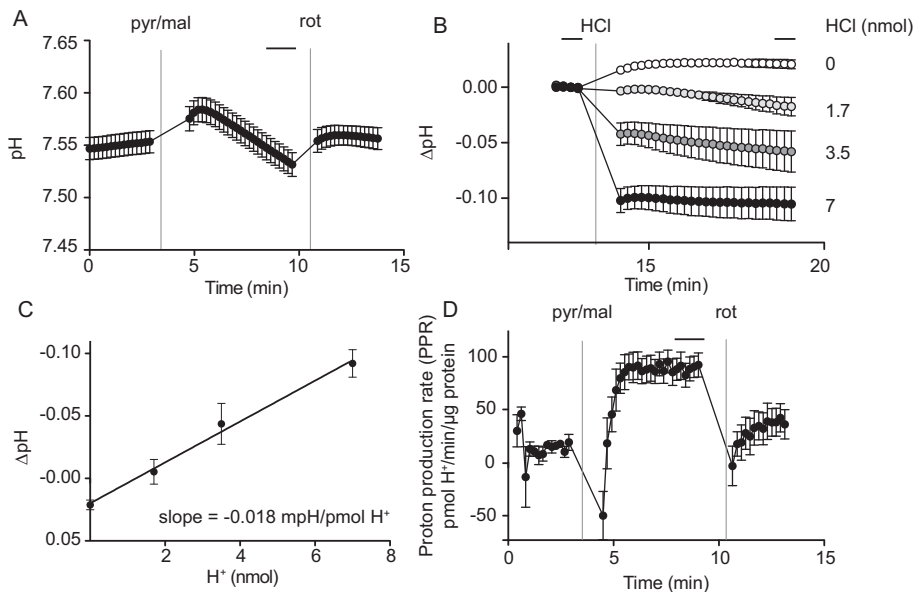 A
pyr/mal
rot
7.65
7.60
7.55
7.50
7.45
pH
0
5
10
15
Time (min)
B
HCl
HCl (nmol)
0.00
-0.05
-0.10
ΔpH
0
1.7
3.5
7
15
20
Time (min)
C
-0.10
-0.05
-0.00
0.05
ΔpH
slope = -0.018 mpH/pmol H⁺
2
4
6
8
H⁺ (nmol)
D
pyr/mal
rot
Proton production rate (PPR)
pmol H⁺/min/µg protein
100
50
0
-50
0
5
10
15
Time (min)